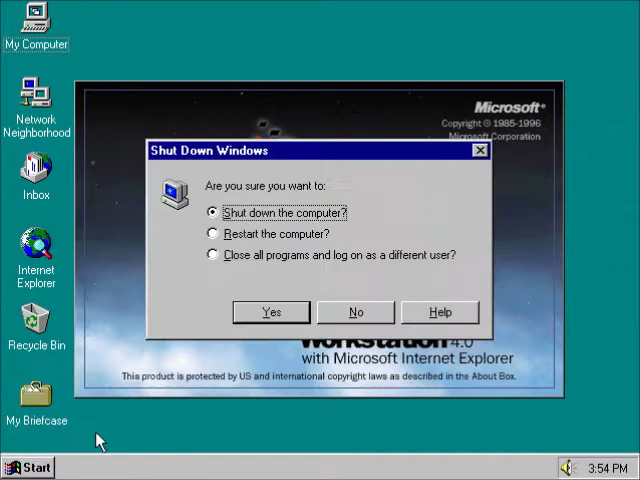 My Computer
Network
Neighborhood
Inbox
Internet
Explorer
Recycle Bin
My Briefcase
Microsoft®
Copyright © 1985-1996
Microsoft Corporation
Shut Down Windows
Are you sure you want to:
Shut down the computer?
Restart the computer?
Close all programs and log on as a different user?
Yes
No
Help
Workstation 4.0
with Microsoft Internet Explorer
This product is protected by US and international copyright laws as described in the About Box.
Start
3:54 PM